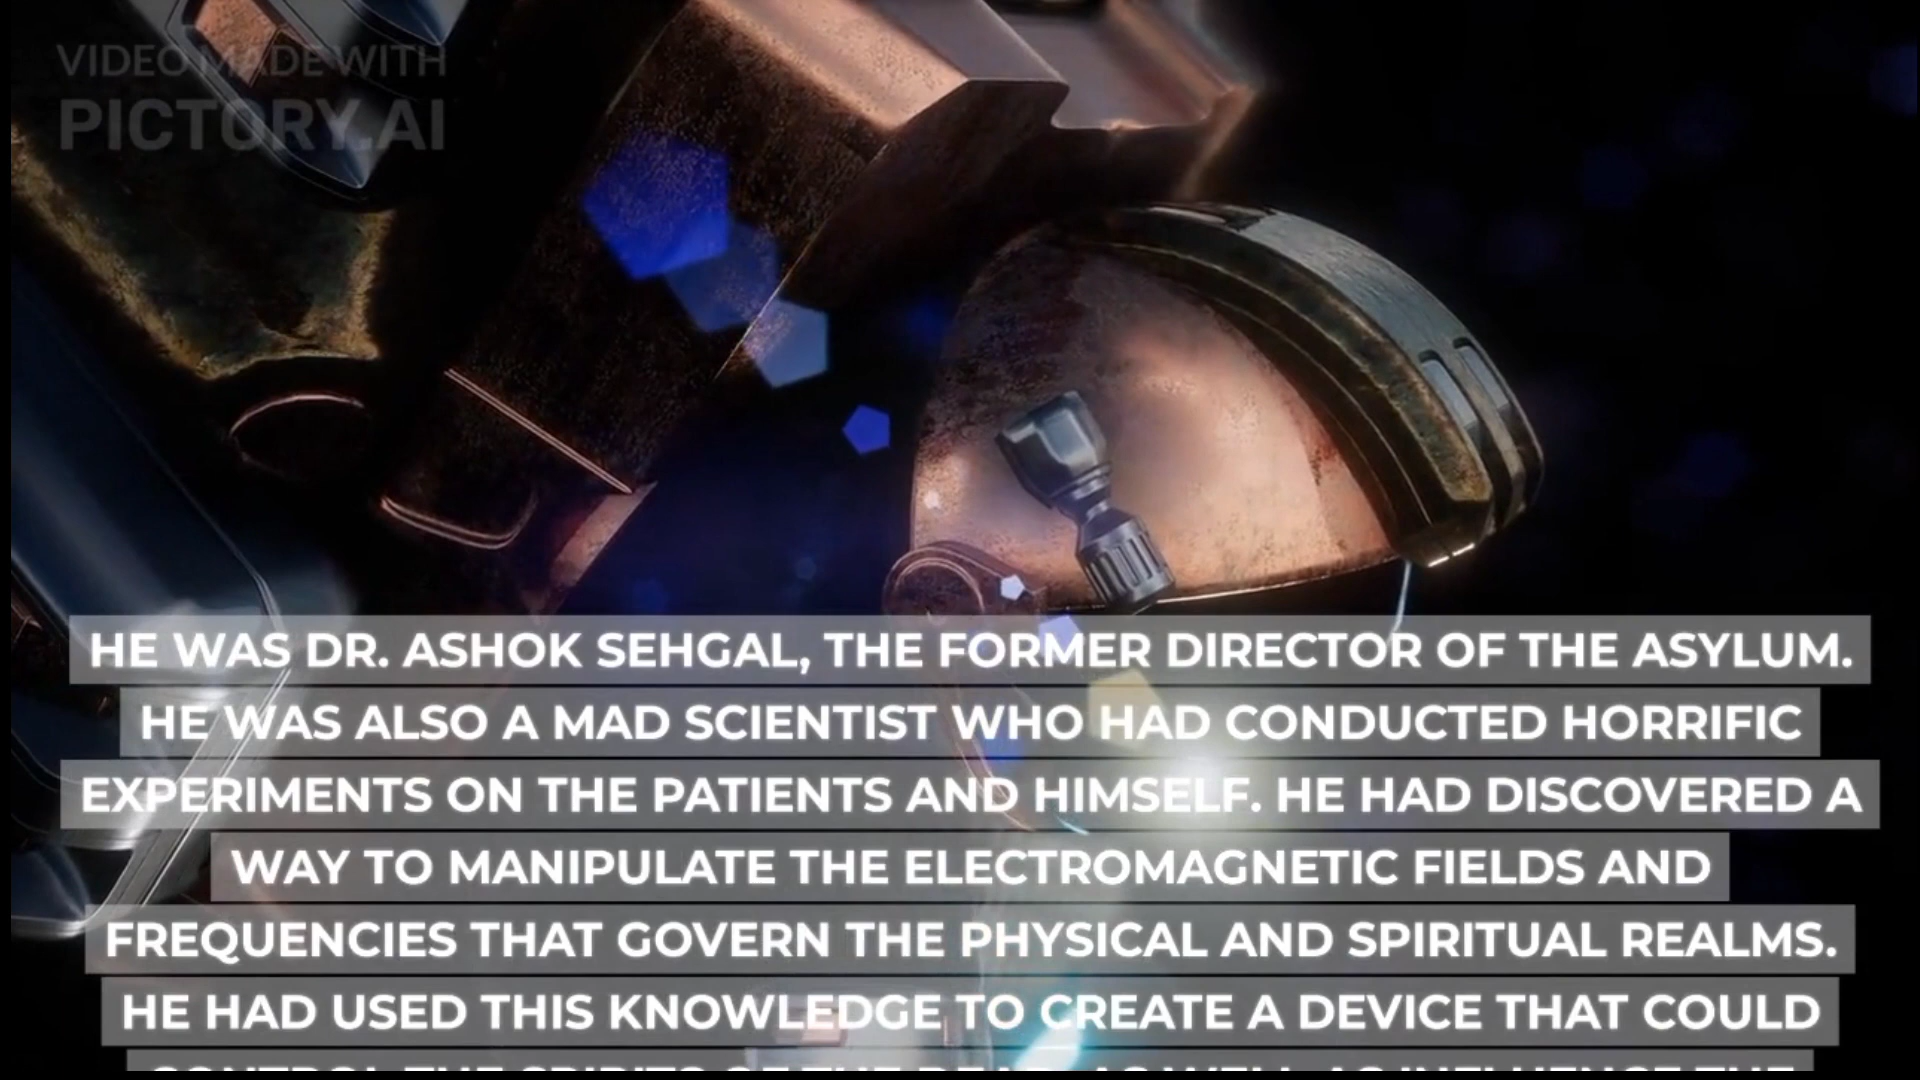 VIDEO MADE WITH
PICTORY.AI
HE WAS DR. ASHOK SEHGAL, THE FORMER DIRECTOR OF THE ASYLUM.
HE WAS ALSO A MAD SCIENTIST WHO HAD CONDUCTED HORRIFIC
EXPERIMENTS ON THE PATIENTS AND HIMSELF. HE HAD DISCOVERED A
WAY TO MANIPULATE THE ELECTROMAGNETIC FIELDS AND
FREQUENCIES THAT GOVERN THE PHYSICAL AND SPIRITUAL REALMS.
HE HAD USED THIS KNOWLEDGE TO CREATE A DEVICE THAT COULD